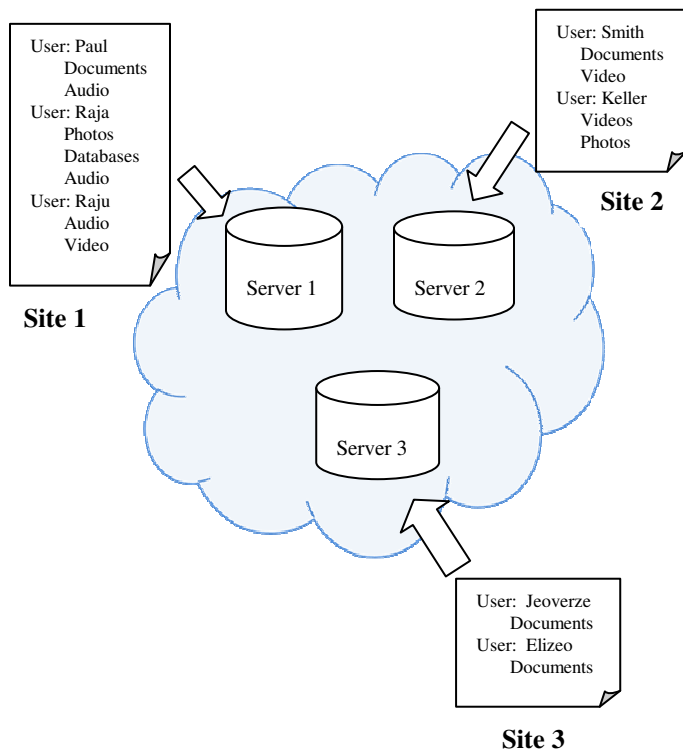 User: Paul
Documents
Audio
User: Raja
Photos
Databases
Audio
User: Raju
Audio
Video
Site 1
User: Smith
Documents
Video
User: Keller
Videos
Photos
Site 2
Server 1
Server 2
Server 3
User: Jeoverze
Documents
User: Elizeo
Documents
Site 3